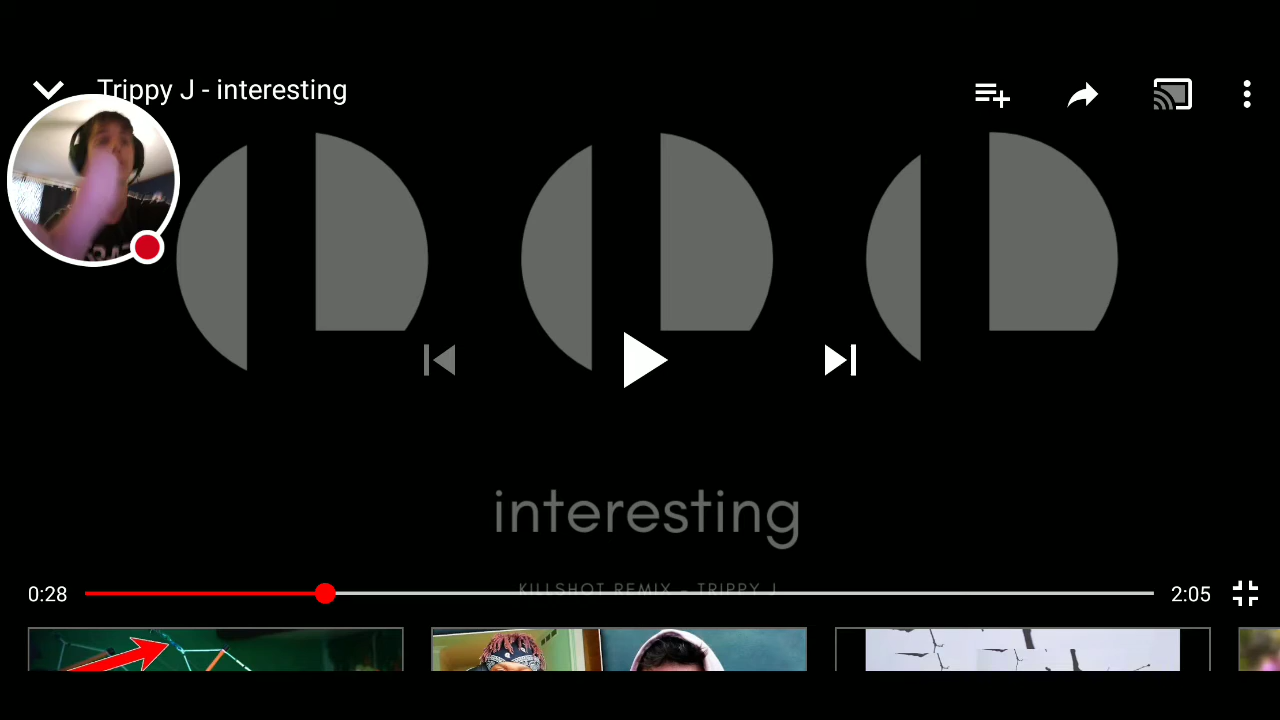 Trippy J - interesting
interesting
KILLSHOT REMIX - TRIPPY J
0:28
2:05